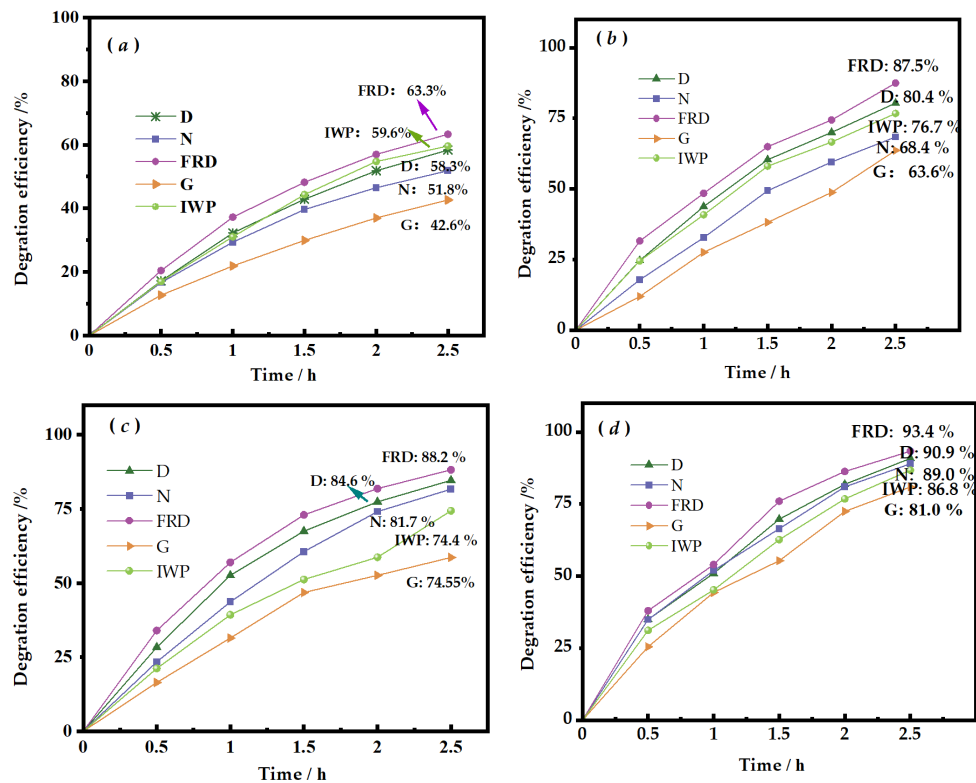 (a)
Degration efficiency /%
100
80
60
40
20
0
FRD: 63.3%
IWP: 59.6%
D: 58.3%
N: 51.8%
G: 42.6%
D
N
FRD
G
IWP
0 0.5 1 1.5 2 2.5
Time / h
(b)
Degration efficiency /%
100
75
50
25
0
FRD: 87.5%
D: 80.4%
IWP: 76.7%
N: 68.4%
G: 63.6%
D
N
FRD
G
IWP
0 0.5 1 1.5 2 2.5
Time / h
(c)
Degration efficiency /%
100
75
50
25
0
FRD: 88.2 %
D: 84.6 %
N: 81.7 %
IWP: 74.4 %
G: 74.55%
D
N
FRD
G
IWP
0 0.5 1 1.5 2 2.5
Time / h
(d)
Degration efficiency /%
100
75
50
25
0
FRD: 93.4 %
D: 90.9 %
N: 89.0 %
IWP: 86.8 %
G: 81.0 %
D
N
FRD
G
IWP
0 0.5 1 1.5 2 2.5
Time / h